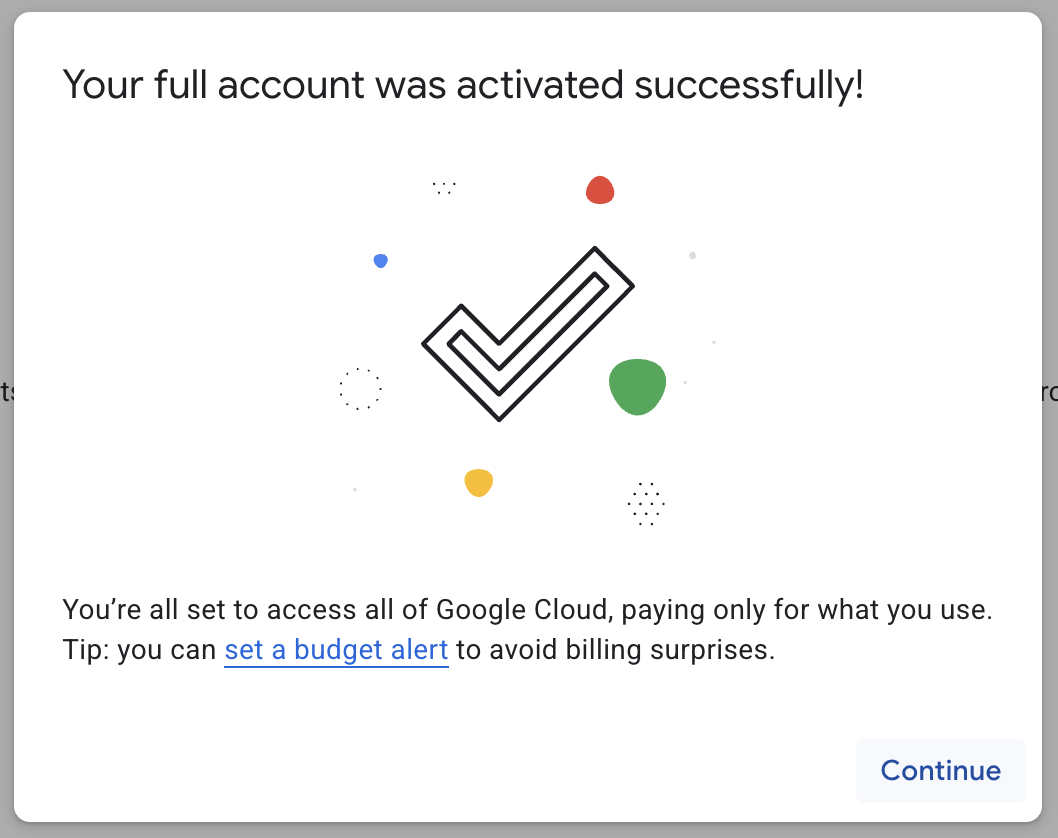 Your full account was activated successfully!
You’re all set to access all of Google Cloud, paying only for what you use.
Tip: you can set a budget alert to avoid billing surprises.
Continue